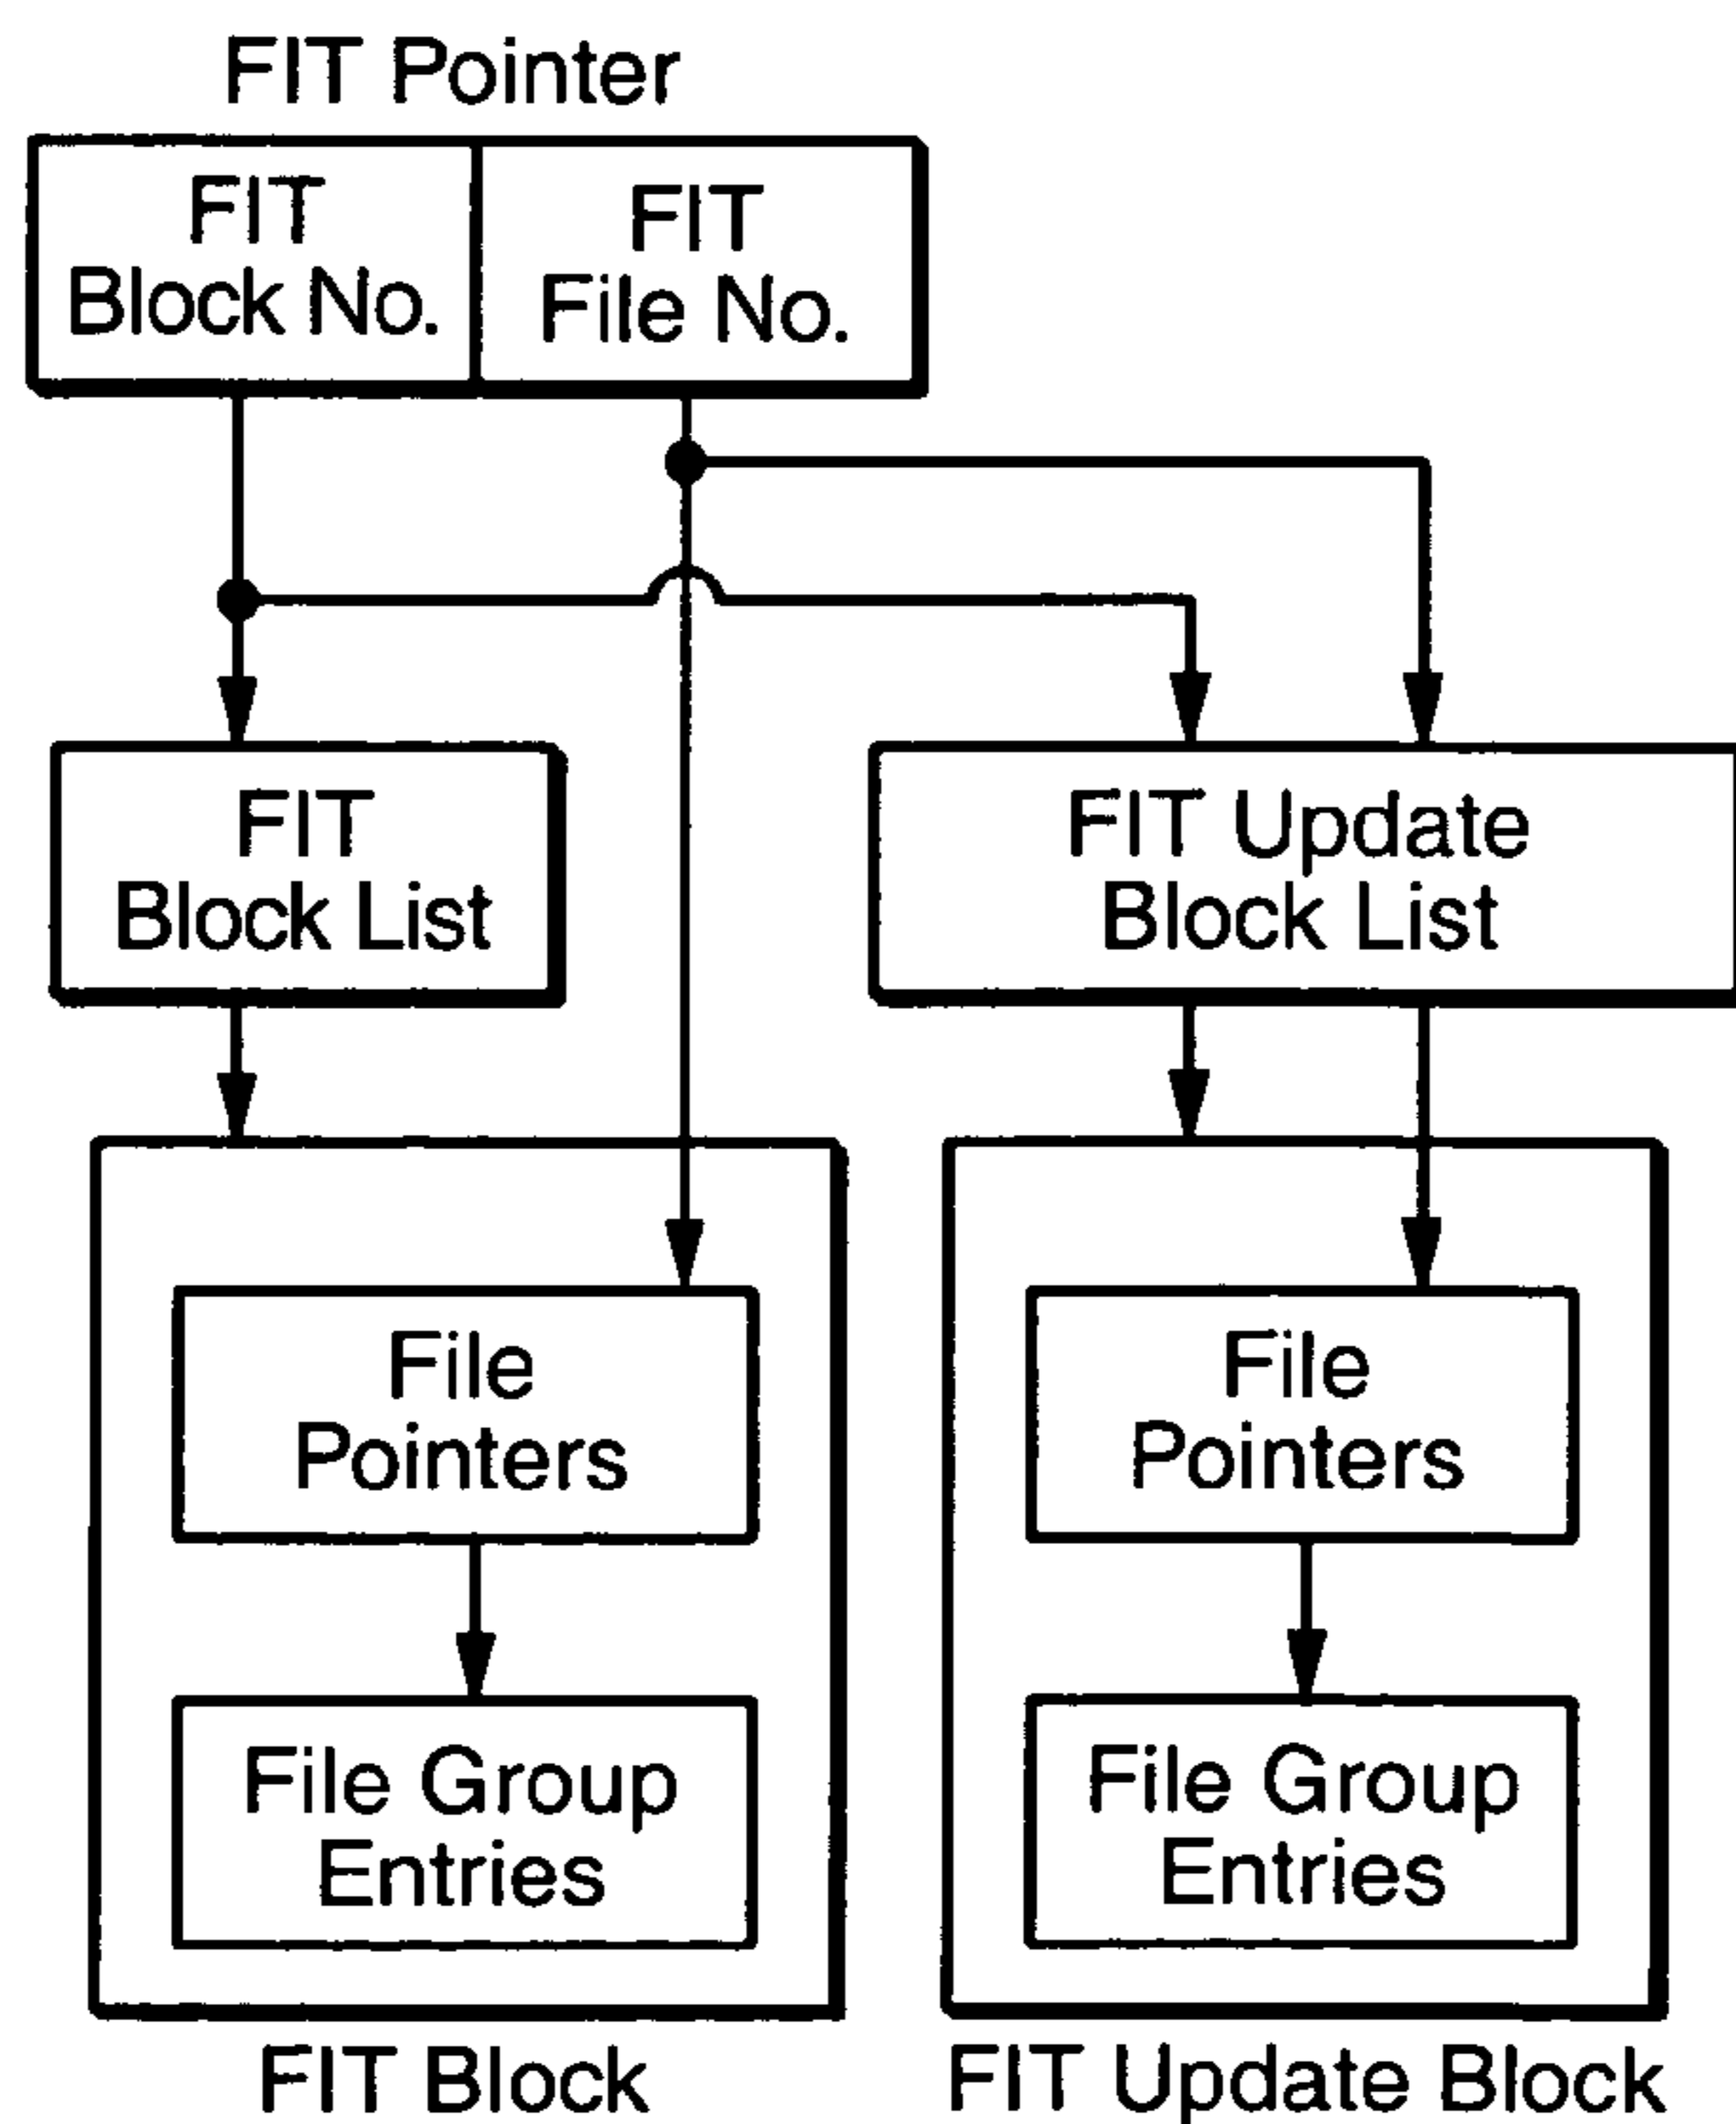 FIT Pointer
FIT
Block No.
FIT
File No.
FIT
Block List
FIT Update
Block List
File
Pointers
File Group
Entries
FIT Block
File
Pointers
File Group
Entries
FIT Update Block